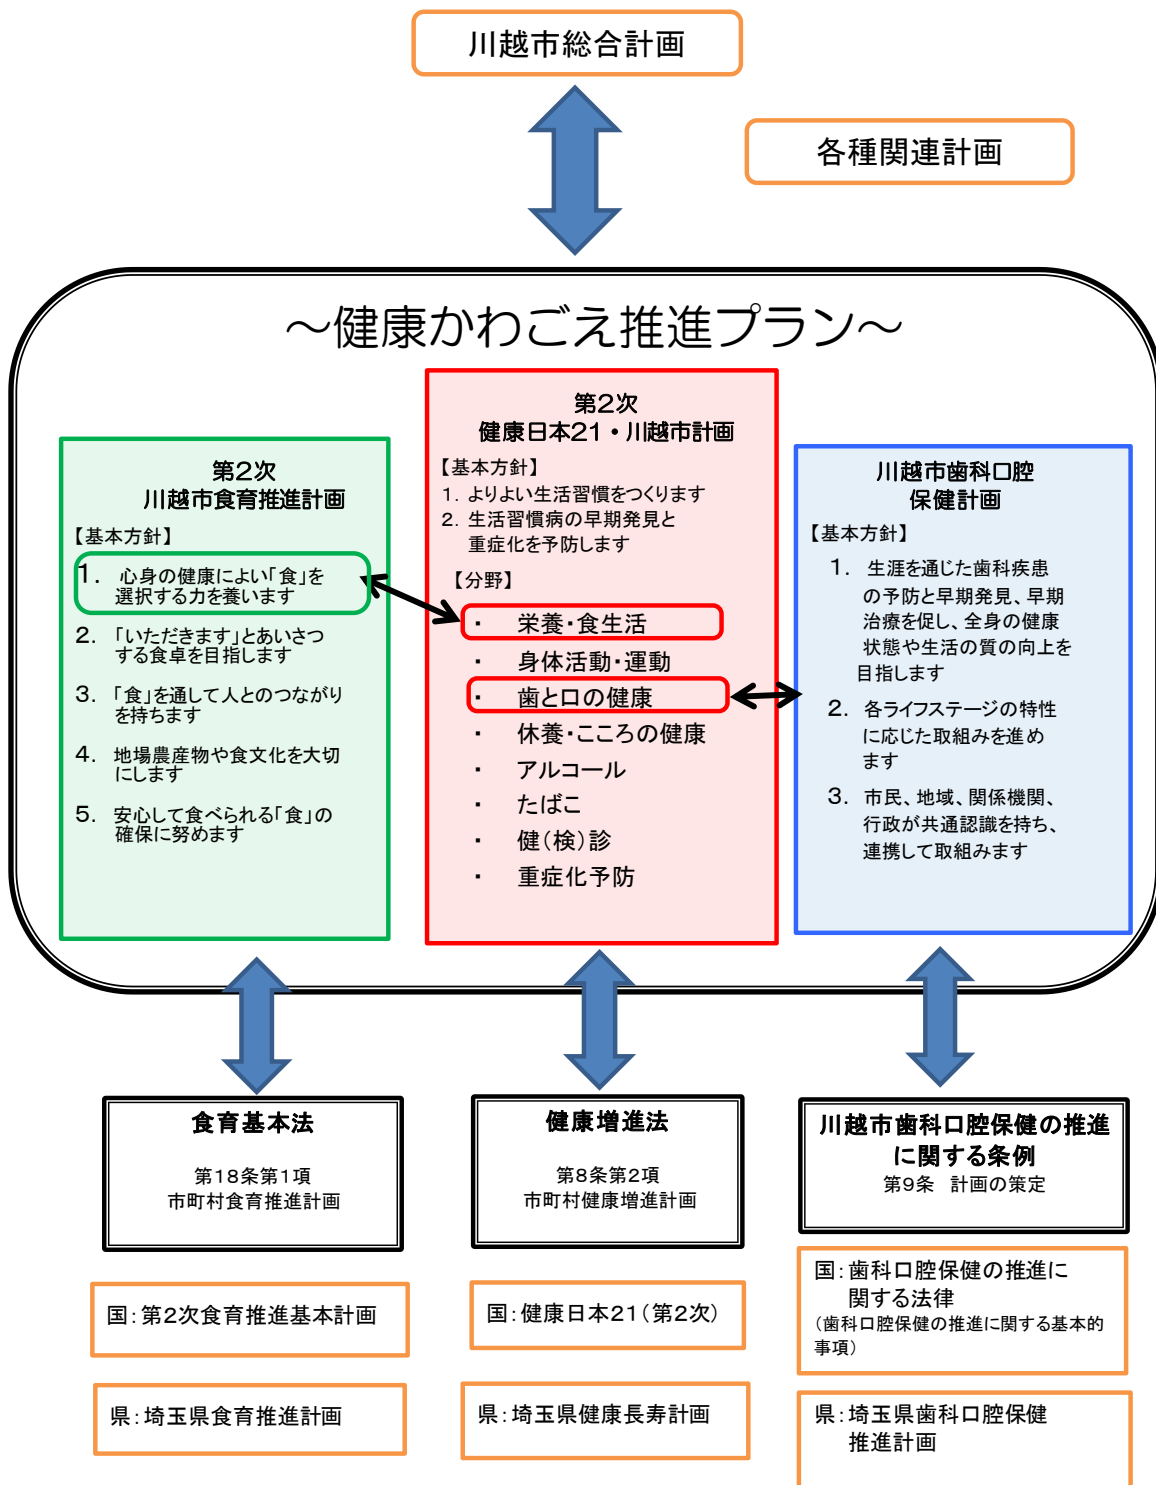 川越市総合計画
各種関連計画
～健康かわごえ推進プラン～
第2次
川越市食育推進計画
【基本方針】
1. 心身の健康によい「食」を
選択する力を養います
2. 「いただきます」とあいさつ
する食卓を目指します
3. 「食」を通して人とのつながり
を持ちます
4. 地場農産物や食文化を大切
にします
5. 安心して食べられる「食」の
確保に努めます
第2次
健康日本21・川越市計画
【基本方針】
1. よりよい生活習慣をつくります
2. 生活習慣病の早期発見と
重症化を予防します
【分野】
・ 栄養・食生活
・ 身体活動・運動
・ 歯と口の健康
・ 休養・こころの健康
・ アルコール
・ たばこ
・ 健（検）診
・ 重症化予防
川越市歯科口腔
保健計画
【基本方針】
1. 生涯を通じた歯科疾患
の予防と早期発見、早期
治療を促し、全身の健康
状態や生活の質の向上を
目指します
2. 各ライフステージの特性
に応じた取組みを進め
ます
3. 市民、地域、関係機関、
行政が共通認識を持ち、
連携して取組みます
食育基本法
第18条第1項
市町村食育推進計画
健康増進法
第8条第2項
市町村健康増進計画
川越市歯科口腔保健の推進
に関する条例
第9条 計画の策定
国：第2次食育推進基本計画
国：健康日本21（第2次）
国：歯科口腔保健の推進に
関する法律
（歯科口腔保健の推進に関する基本的
事項）
県：埼玉県食育推進計画
県：埼玉県健康長寿計画
県：埼玉県歯科口腔保健
推進計画